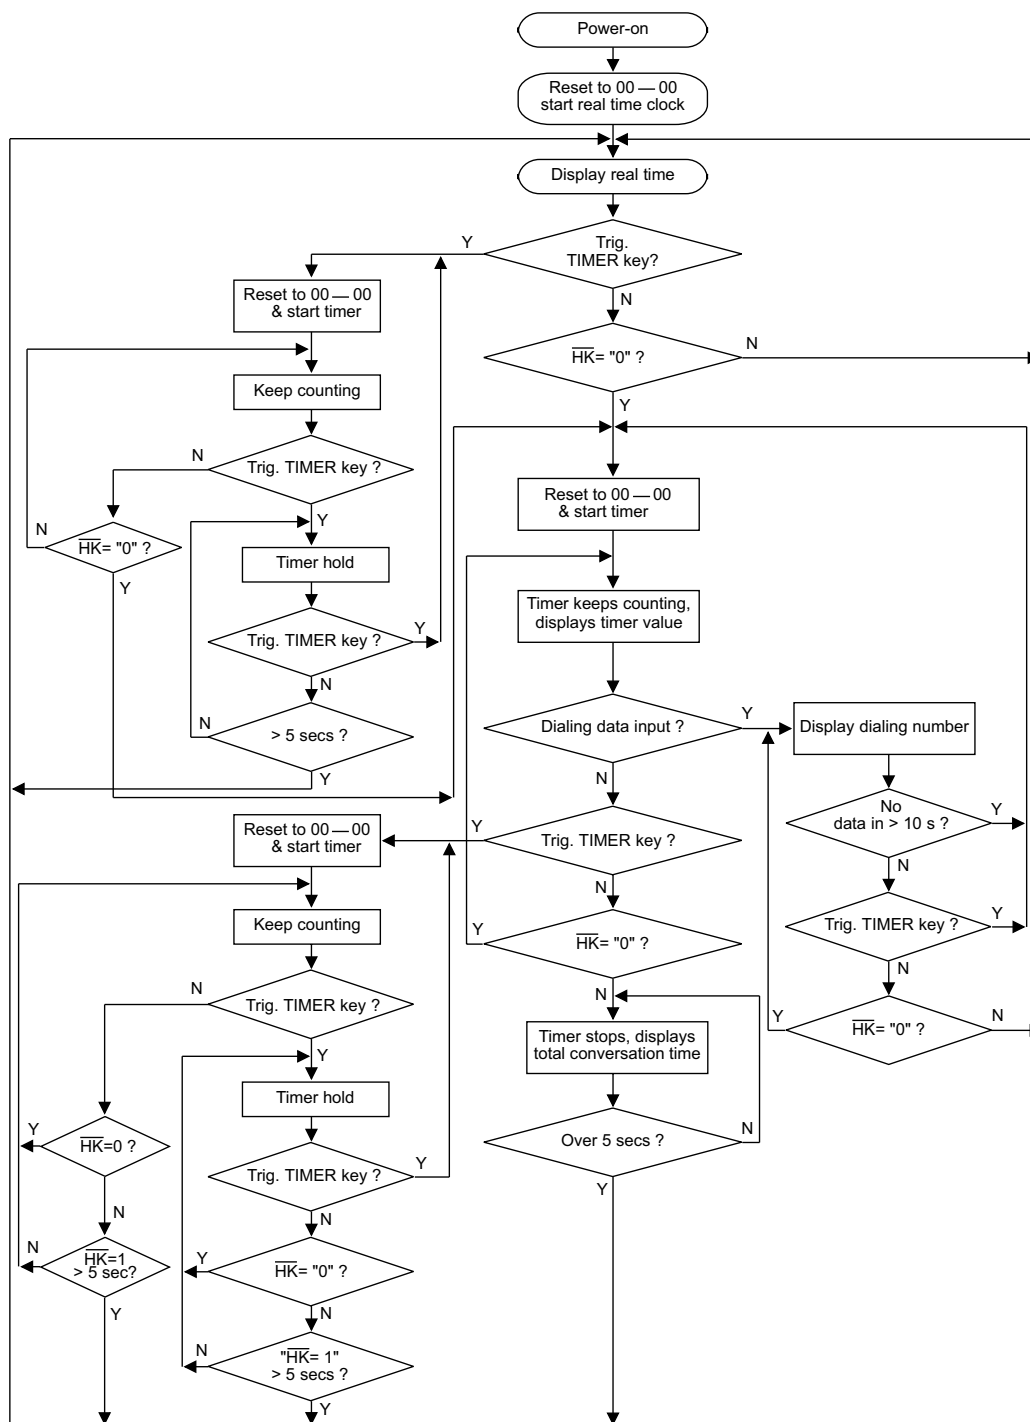 Power-on
Reset to 00 — 00
start real time clock
Display real time
Y
Trig.
TIMER key?
Reset to 00 — 00
& start timer
N
HK= "0" ?
N
Y
Keep counting
N
Trig. TIMER key ?
Y
N
HK= "0" ?
Y
Reset to 00 — 00
& start timer
Timer hold
Timer keeps counting,
displays timer value
Trig. TIMER key ?
Y
N
N
> 5 secs ?
Y
Dialing data input ?
Y
Display dialing number
N
No
data in > 10 s ?
Y
N
Reset to 00 — 00
& start timer
Y
Trig. TIMER key ?
N
Trig. TIMER key ?
Y
N
Keep counting
Y
HK= "0" ?
N
N
Trig. TIMER key ?
Y
Y
HK= "0" ?
N
Timer stops, displays
total conversation time
Timer hold
Y
HK=0 ?
N
Over 5 secs ?
N
Y
Trig. TIMER key ?
Y
N
N
HK=1
> 5 sec?
Y
Y
HK= "0" ?
N
N
"HK= 1"
> 5 secs ?
Y